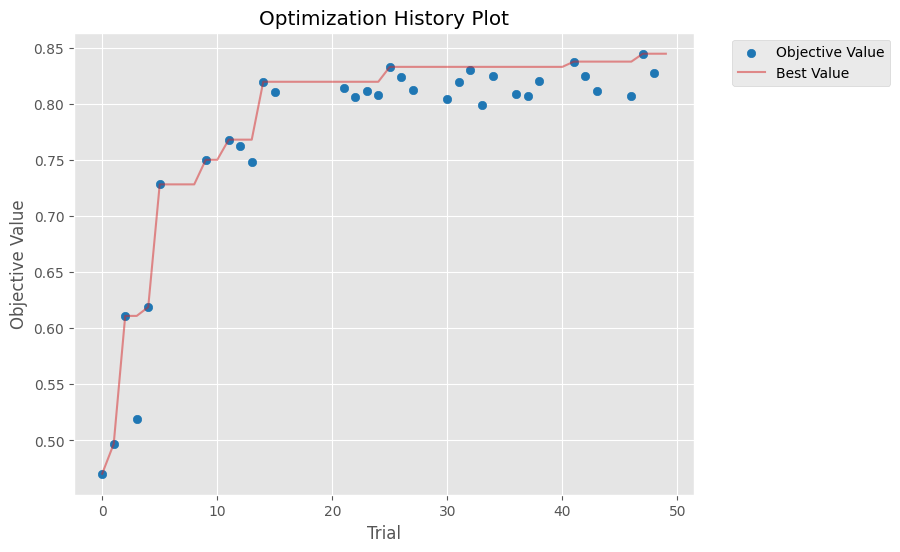 Optimization History Plot
Objective Value
Best Value
0.85
0.80
0.75
0.70
0.65
0.60
0.55
0.50
Objective Value
0
10
20
30
40
50
Trial